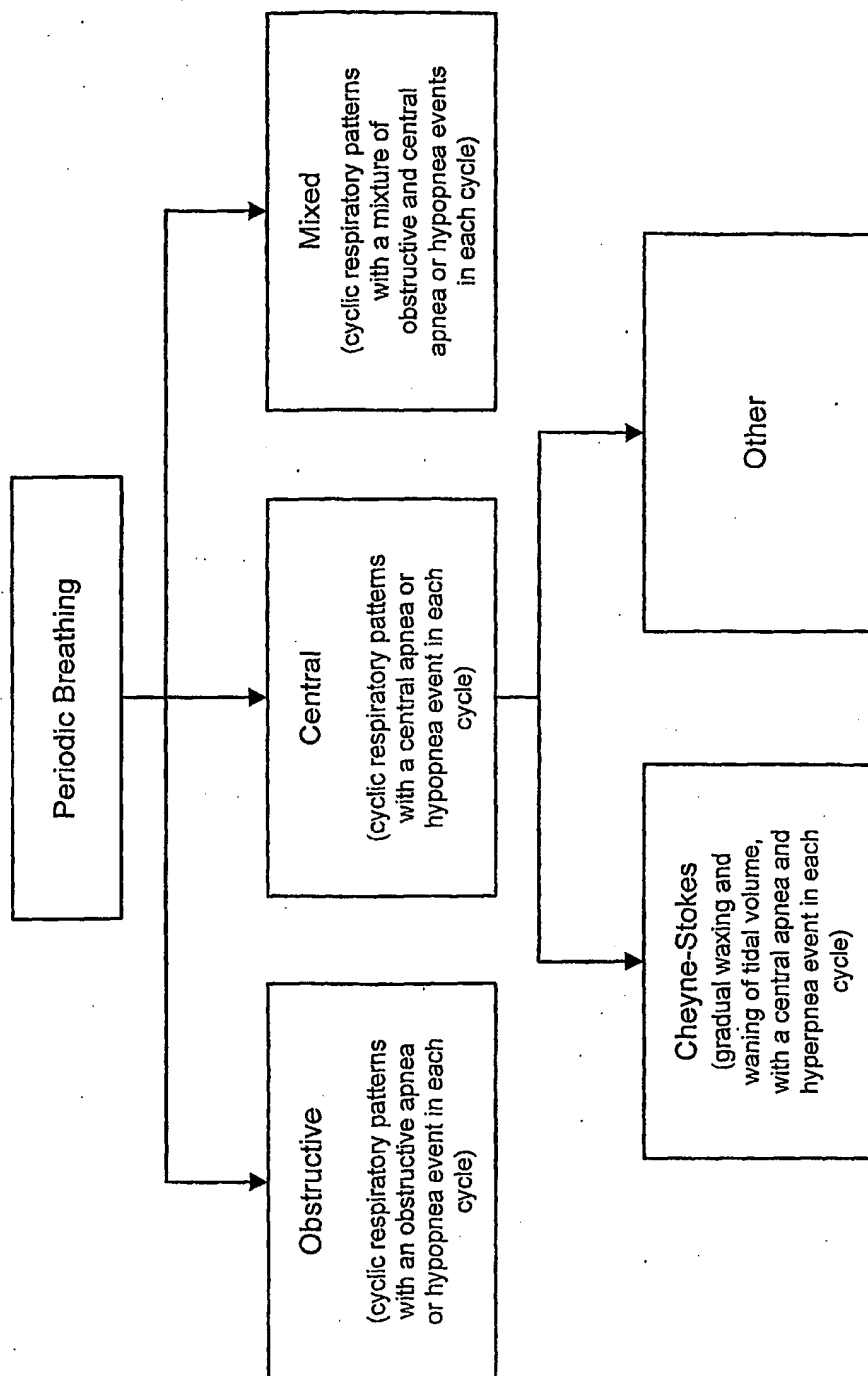 Periodic Breathing
Obstructive
(cyclic respiratory patterns
with an obstructive apnea
or hypopnea event in each
cycle)
Central
(cyclic respiratory patterns
with a central apnea or
hypopnea event in each
cycle)
Mixed
(cyclic respiratory patterns
with a mixture of
obstructive and central
apnea or hypopnea events
in each cycle)
Cheyne-Stokes
(gradual waxing and
waning of tidal volume,
with a central apnea and
hyperpnea event in each
cycle)
Other